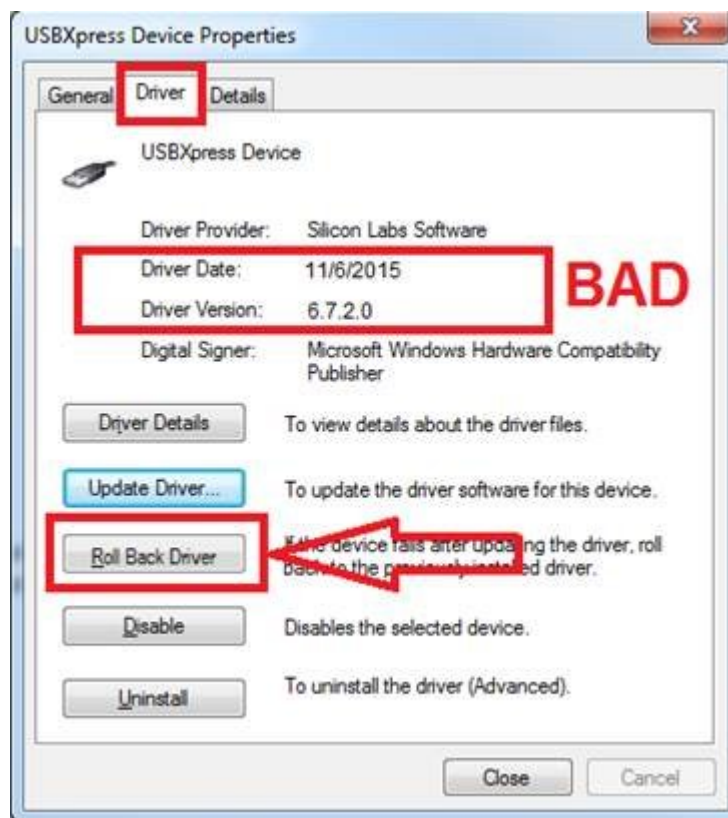 USBXpress Device Properties
General Driver Details
USBXpress Device
Driver Provider: Silicon Labs Software
Driver Date: 11/6/2015
BAD
Driver Version: 6.7.2.0
Digital Signer: Microsoft Windows Hardware Compatibility
Publisher
Driver Details To view details about the driver files.
Update Driver... To update the driver software for this device.
Roll Back Driver If the device fails after updating the driver, roll
back to the previously installed driver.
Disable Disables the selected device.
Uninstall To uninstall the driver (Advanced).
Close Cancel